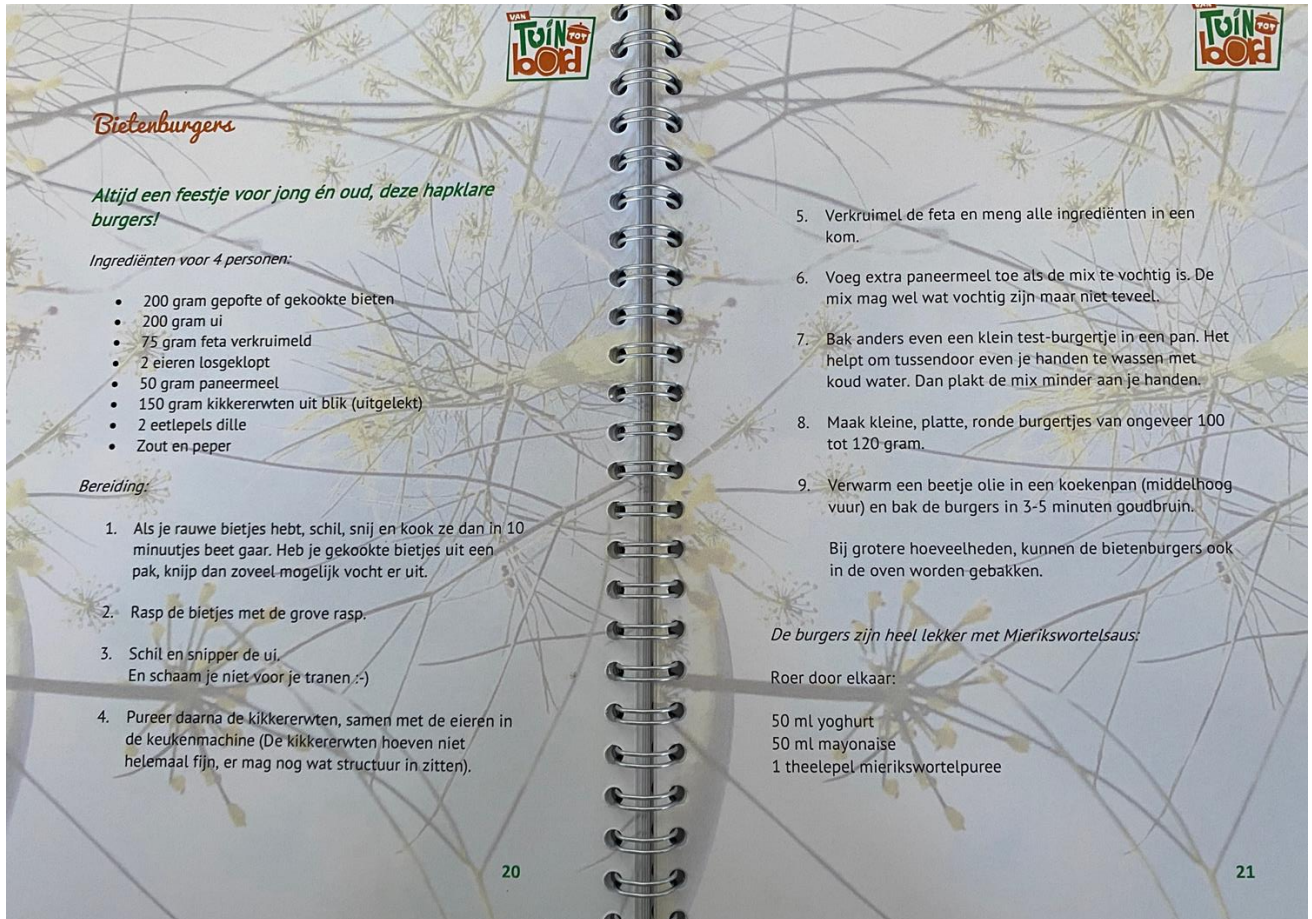 VAN
TUIN TOT
bord
Bietenburgers
Altijd een feestje voor jong én oud, deze hapklare
burgers!
Ingrediënten voor 4 personen:
• 200 gram gepofte of gekookte bieten
• 200 gram ui
• 75 gram feta verkruimeld
• 2 eieren losgeklopt
• 50 gram paneermeel
• 150 gram kikkererwten uit blik (uitgelekt)
• 2 eetlepels dille
• Zout en peper
Bereiding:
1. Als je rauwe bietjes hebt, schil, snij en kook ze dan in 10
minuutjes beet gaar. Heb je gekookte bietjes uit een
pak, knijp dan zoveel mogelijk vocht er uit.
2. Rasp de bietjes met de grove rasp.
3. Schil en snipper de ui.
En schaam je niet voor je tranen :-)
4. Pureer daarna de kikkererwten, samen met de eieren in
de keukenmachine (De kikkererwten hoeven niet
helemaal fijn, er mag nog wat structuur in zitten).
20
VAN
TUIN TOT
bord
5. Verkruimel de feta en meng alle ingrediënten in een
kom.
6. Voeg extra paneermeel toe als de mix te vochtig is. De
mix mag wel wat vochtig zijn maar niet teveel.
7. Bak anders even een klein test-burgertje in een pan. Het
helpt om tussendoor even je handen te wassen met
koud water. Dan plakt de mix minder aan je handen.
8. Maak kleine, platte, ronde burgertjes van ongeveer 100
tot 120 gram.
9. Verwarm een beetje olie in een koekenpan (middelhoog
vuur) en bak de burgers in 3-5 minuten goudbruin.
Bij grotere hoeveelheden, kunnen de bietenburgers ook
in de oven worden gebakken.
De burgers zijn heel lekker met Mierikswortelsaus:
Roer door elkaar:
50 ml yoghurt
50 ml mayonaise
1 theelepel mierikswortelpuree
21